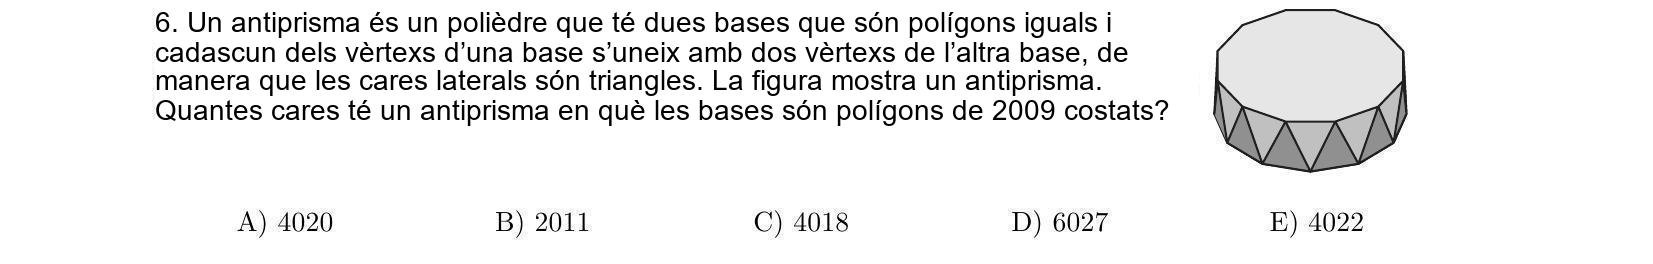 6. Un antiprisma és un polièdre que té dues bases que són polígons iguals i
cadascun dels vèrtexs d’una base s’uneix amb dos vèrtexs de l’altra base, de
manera que les cares laterals són triangles. La figura mostra un antiprisma.
Quantes cares té un antiprisma en què les bases són polígons de 2009 costats?
A) 4020 B) 2011 C) 4018 D) 6027 E) 4022